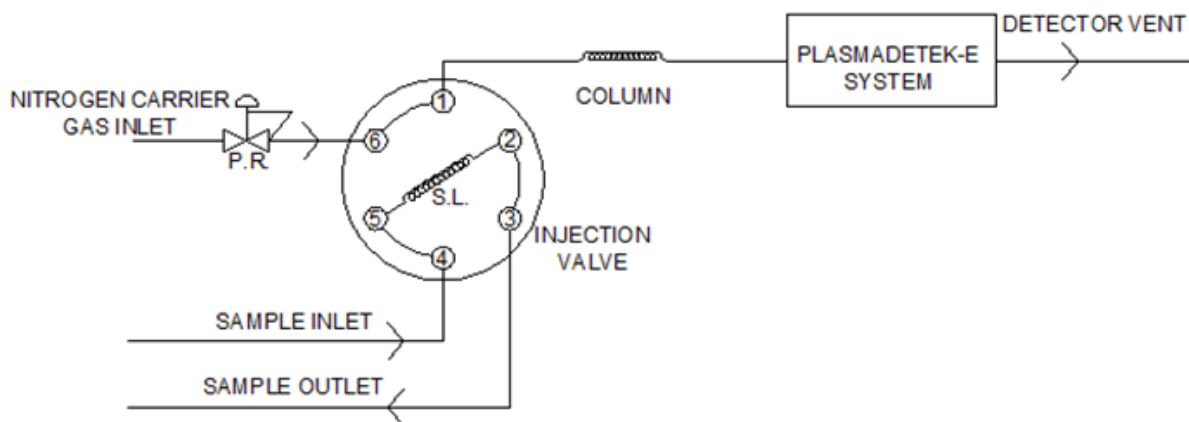 DETECTOR VENT
PLASMADETEK-E
SYSTEM
COLUMN
NITROGEN CARRIER
GAS INLET
P.R.
1
6
2
S.L.
5
3
4
INJECTION
VALVE
SAMPLE INLET
SAMPLE OUTLET